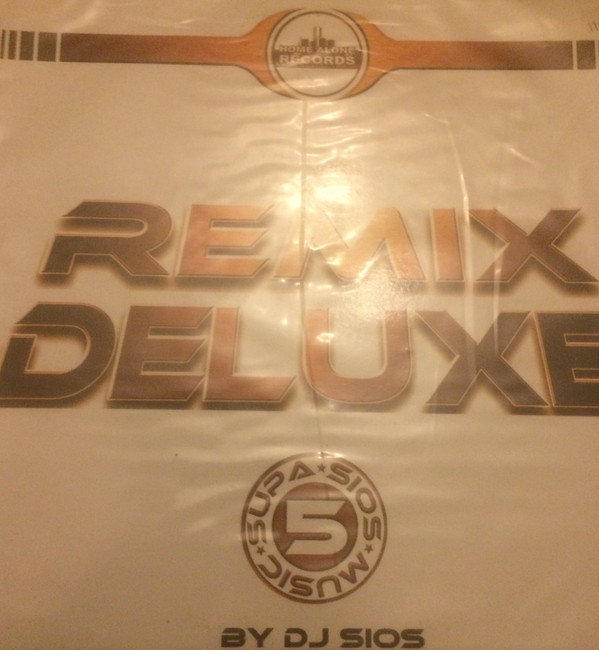 HOME ALONE
RECORDS
REMIX
DELUXE
SUPA★SIOS★MUSIC★
5
BY DJ SIOS